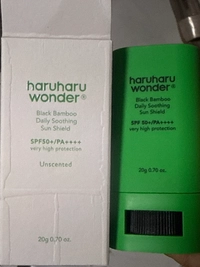 haruharu
wonder®
Black Bamboo
Daily Soothing
Sun Shield
SPF50+/PA++++
very high protection
Unscented
20g 0.70 oz.
haruharu
wonder®
Black Bamboo
Daily Soothing
Sun Shield
SPF 50+/PA++++
very high protection
20g 0.70 oz.